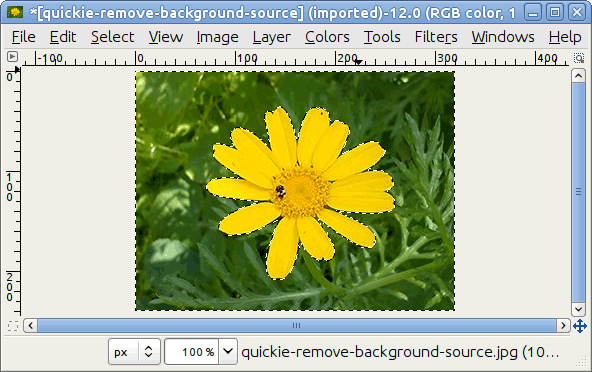 *[quickie-remove-background-source] (imported)-12.0 (RGB color, 1
File Edit Select View Image Layer Colors Tools Filters Windows Help
-100 0 100 200 300 400
0
100
200
px 100% quickie-remove-background-source.jpg (10...